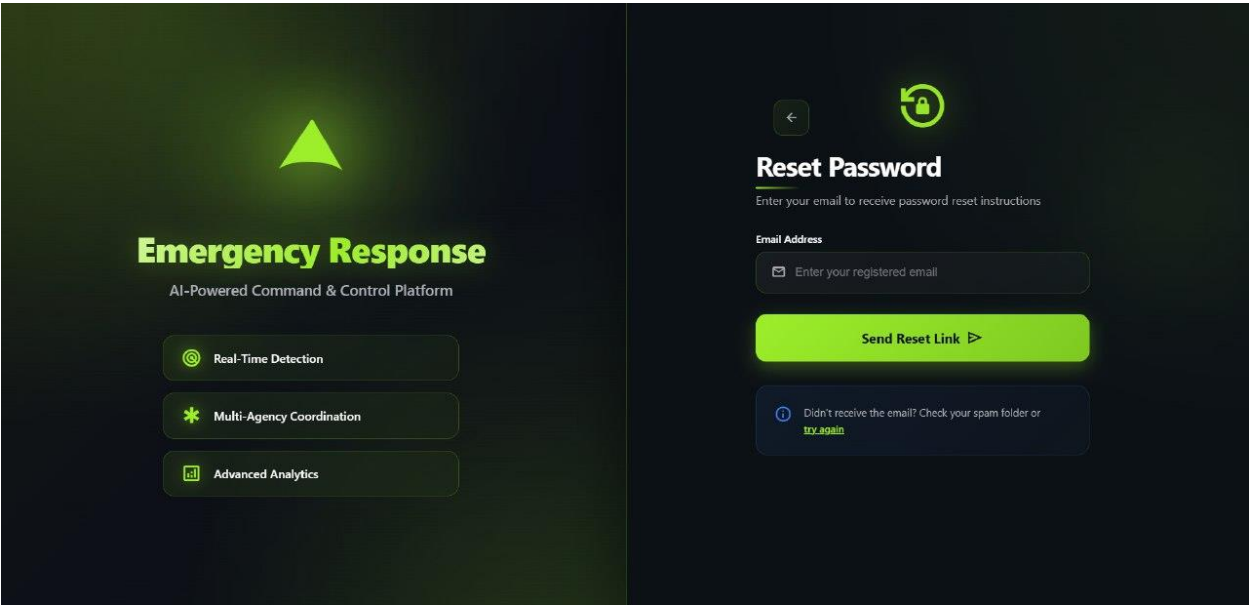 Emergency Response
AI-Powered Command & Control Platform
Real-Time Detection
Multi-Agency Coordination
Advanced Analytics
Reset Password
Enter your email to receive password reset instructions
Email Address
Enter your registered email
Send Reset Link
Didn't receive the email? Check your spam folder or
try again